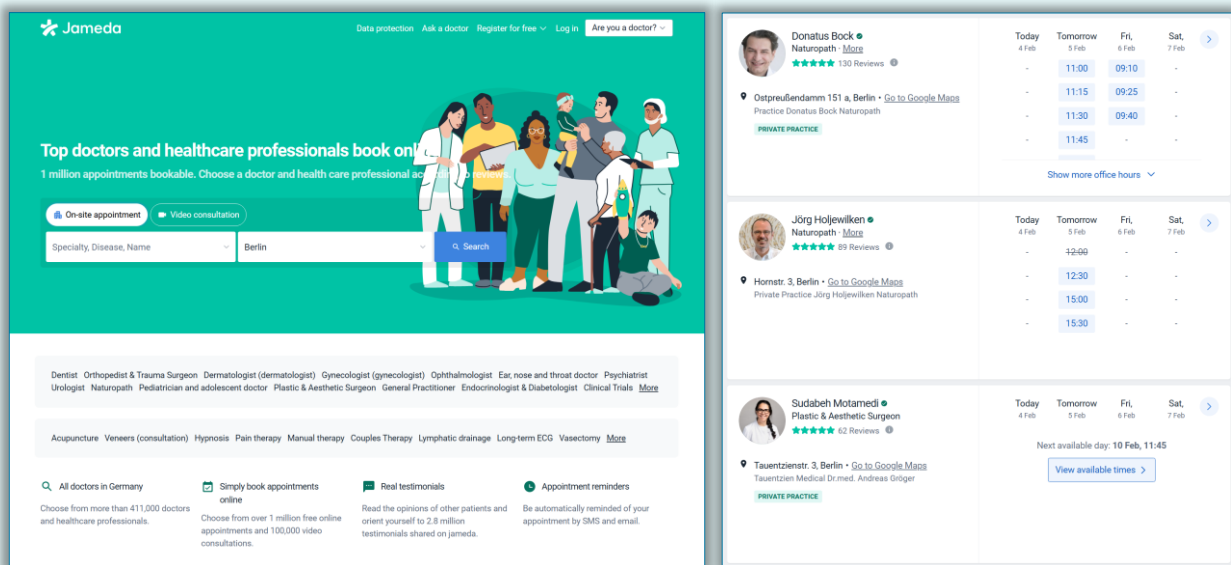 Jameda
Data protection Ask a doctor Register for free Log in Are you a doctor?
Top doctors and healthcare professionals book onl
1 million appointments bookable. Choose a doctor and health care professional according to reviews.
On-site appointment Video consultation
Specialty, Disease, Name Berlin Search
Dentist Orthopedist & Trauma Surgeon Dermatologist (dermatologist) Gynecologist (gynecologist) Ophthalmologist Ear, nose and throat doctor Psychiatrist
Urologist Naturopath Pediatrician and adolescent doctor Plastic & Aesthetic Surgeon General Practitioner Endocrinologist & Diabetologist Clinical Trials More
Acupuncture Veneers (consultation) Hypnosis Pain therapy Manual therapy Couples Therapy Lymphatic drainage Long-term ECG Vasectomy More
All doctors in Germany
Choose from more than 411,000 doctors
and healthcare professionals.
Simply book appointments
online
Choose from over 1 million free online
appointments and 100,000 video
consultations.
Real testimonials
Read the opinions of other patients and
orient yourself to 2.8 million
testimonials shared on jameda.
Appointment reminders
Be automatically reminded of your
appointment by SMS and email.
Donatus Bock
Naturopath · More
130 Reviews
Ostpreußendamm 151 a, Berlin • Go to Google Maps
Practice Donatus Bock Naturopath
PRIVATE PRACTICE
Today Tomorrow Fri, Sat,
4 Feb 5 Feb 6 Feb 7 Feb
- 11:00 09:10 -
- 11:15 09:25 -
- 11:30 09:40 -
- 11:45 - -
Show more office hours
Jörg Holjewilken
Naturopath · More
89 Reviews
Hornstr. 3, Berlin • Go to Google Maps
Private Practice Jörg Holjewilken Naturopath
Today Tomorrow Fri, Sat,
4 Feb 5 Feb 6 Feb 7 Feb
- 12:00 - -
- 12:30 - -
- 15:00 - -
- 15:30 - -
Sudabeh Motamedi
Plastic & Aesthetic Surgeon
62 Reviews
Tauentzienstr. 3, Berlin • Go to Google Maps
Tauentzien Medical Dr.med. Andreas Gröger
PRIVATE PRACTICE
Today Tomorrow Fri, Sat,
4 Feb 5 Feb 6 Feb 7 Feb
Next available day: 10 Feb, 11:45
View available times